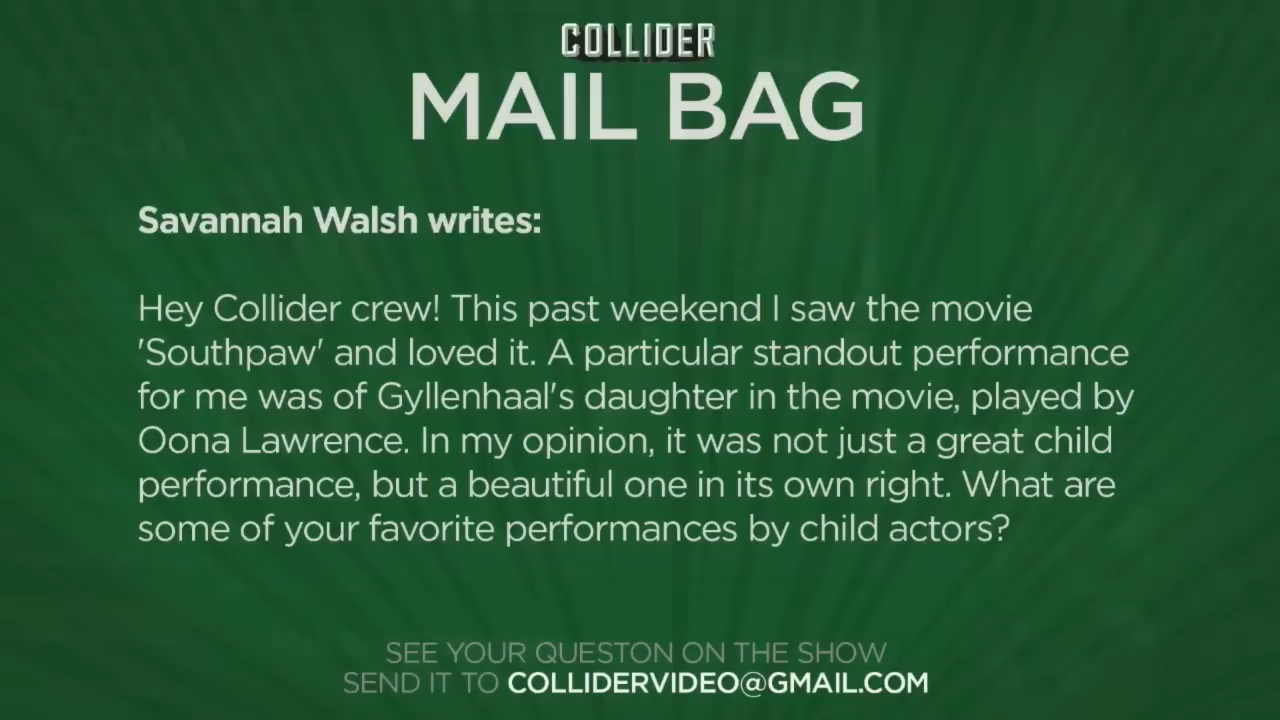 COLLIDER
MAIL BAG
Savannah Walsh writes:
Hey Collider crew! This past weekend I saw the movie
'Southpaw' and loved it. A particular standout performance
for me was of Gyllenhaal's daughter in the movie, played by
Oona Lawrence. In my opinion, it was not just a great child
performance, but a beautiful one in its own right. What are
some of your favorite performances by child actors?
SEE YOUR QUESTON ON THE SHOW
SEND IT TO COLLIDERVIDEO@GMAIL.COM